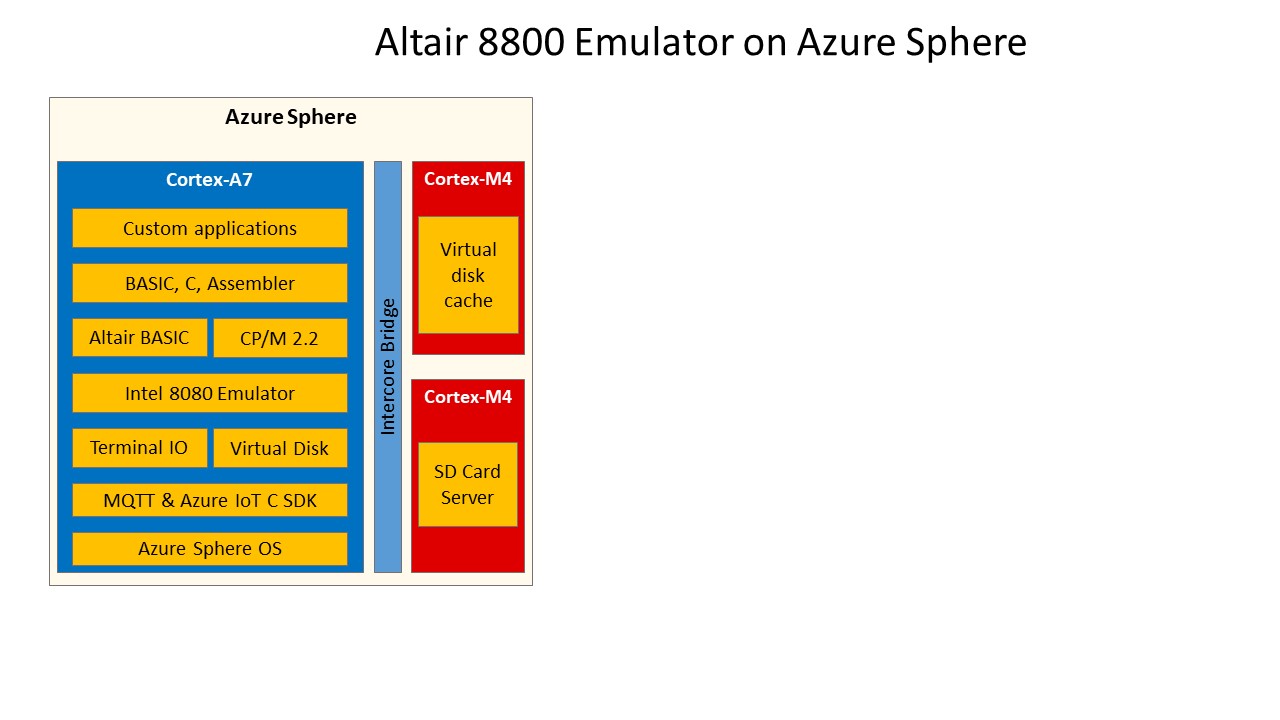 Altair 8800 Emulator on Azure Sphere
Azure Sphere
Cortex-A7
Custom applications
BASIC, C, Assembler
Altair BASIC
CP/M 2.2
Intel 8080 Emulator
Terminal IO
Virtual Disk
MQTT & Azure IoT C SDK
Azure Sphere OS
Intercore Bridge
Cortex-M4
Virtual
disk
cache
Cortex-M4
SD Card
Server